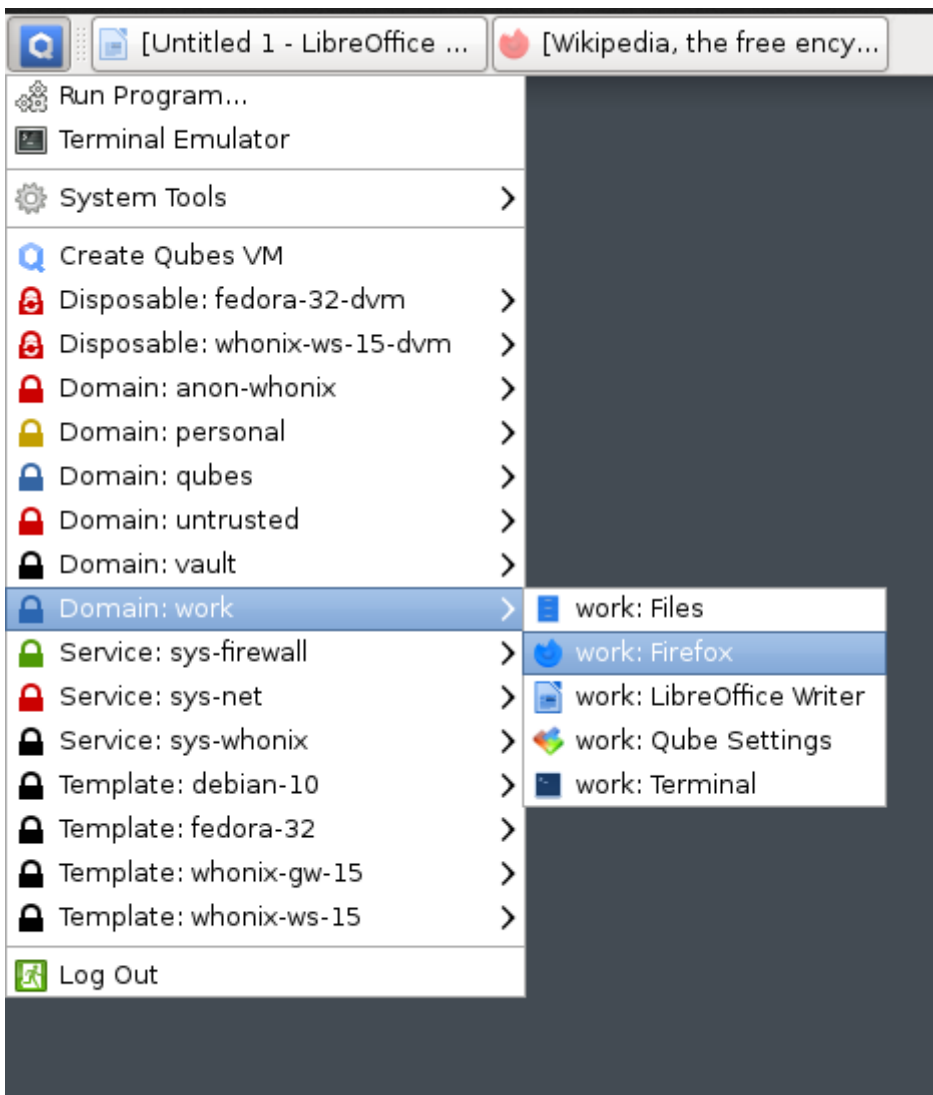 [Untitled 1 - LibreOffice ...
[Wikipedia, the free ency...
Run Program...
Terminal Emulator
System Tools
Create Qubes VM
Disposable: fedora-32-dvm
Disposable: whonix-ws-15-dvm
Domain: anon-whonix
Domain: personal
Domain: qubes
Domain: untrusted
Domain: vault
Domain: work
Service: sys-firewall
Service: sys-net
Service: sys-whonix
Template: debian-10
Template: fedora-32
Template: whonix-gw-15
Template: whonix-ws-15
Log Out
work: Files
work: Firefox
work: LibreOffice Writer
work: Qube Settings
work: Terminal